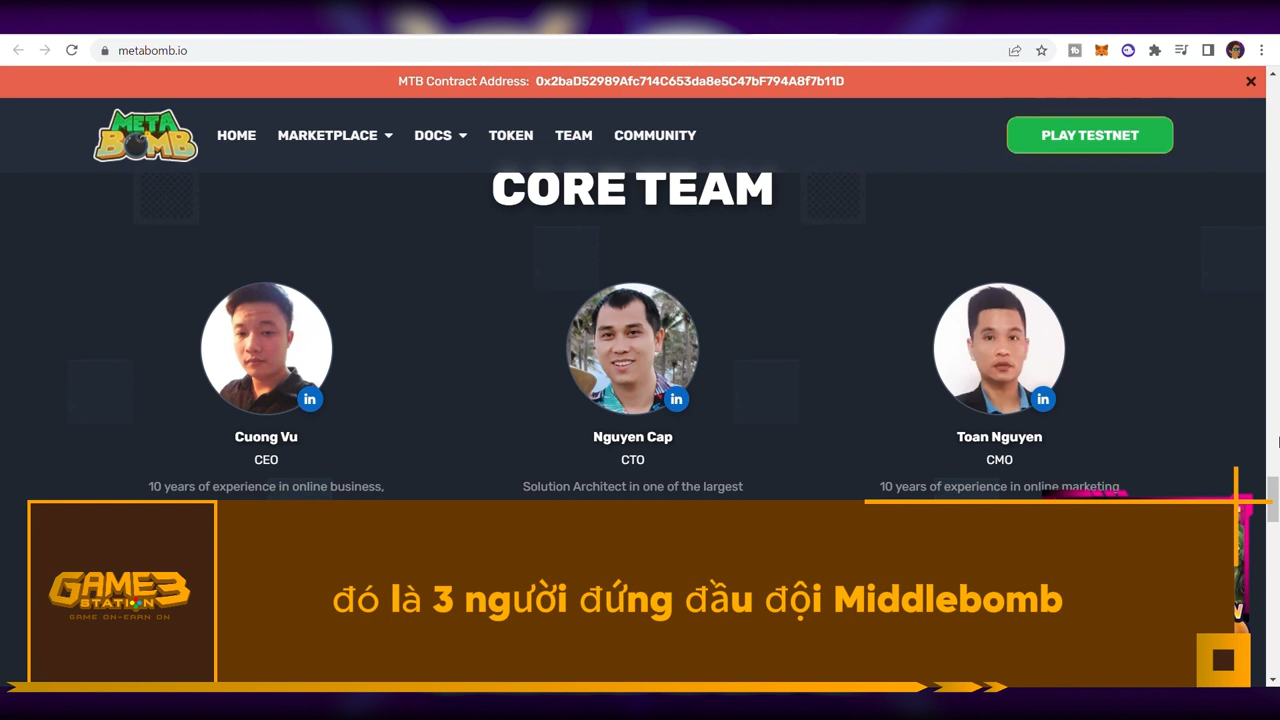 metabomb.io
MTB Contract Address: 0x2baD52989Afc714C653da8e5C47bF794A8f7b11D
META BOMB
HOME MARKETPLACE DOCS TOKEN TEAM COMMUNITY
PLAY TESTNET
CORE TEAM
in in in
Cuong Vu Nguyen Cap Toan Nguyen
CEO CTO CMO
10 years of experience in online business, Solution Architect in one of the largest 10 years of experience in online marketing
GAME3
STATION
GAME ON-EARN ON
đó là 3 người đứng đầu đội Middlebomb